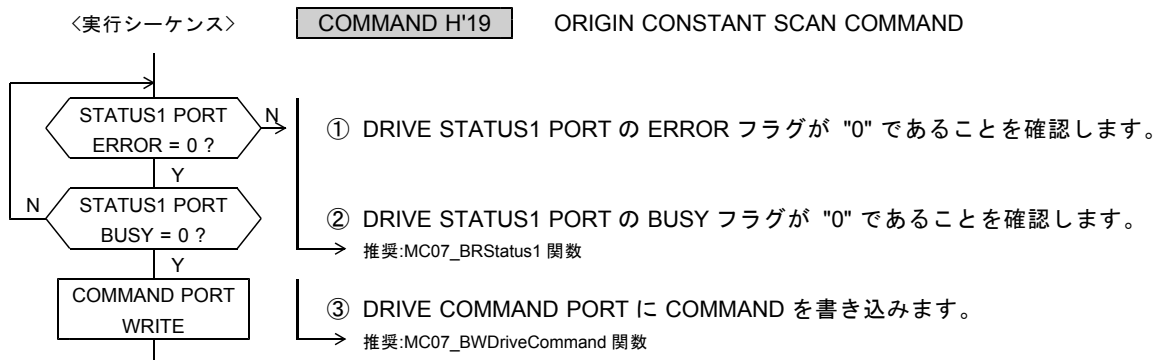 〈実行シーケンス〉 COMMAND H'19 ORIGIN CONSTANT SCAN COMMAND
STATUS1 PORT
ERROR = 0 ?
N
① DRIVE STATUS1 PORT の ERROR フラグが "0" であることを確認します。
Y
N
STATUS1 PORT
BUSY = 0 ?
② DRIVE STATUS1 PORT の BUSY フラグが "0" であることを確認します。
推奨:MC07_BRStatus1 関数
Y
COMMAND PORT
WRITE
③ DRIVE COMMAND PORT に COMMAND を書き込みます。
推奨:MC07_BWDriveCommand 関数